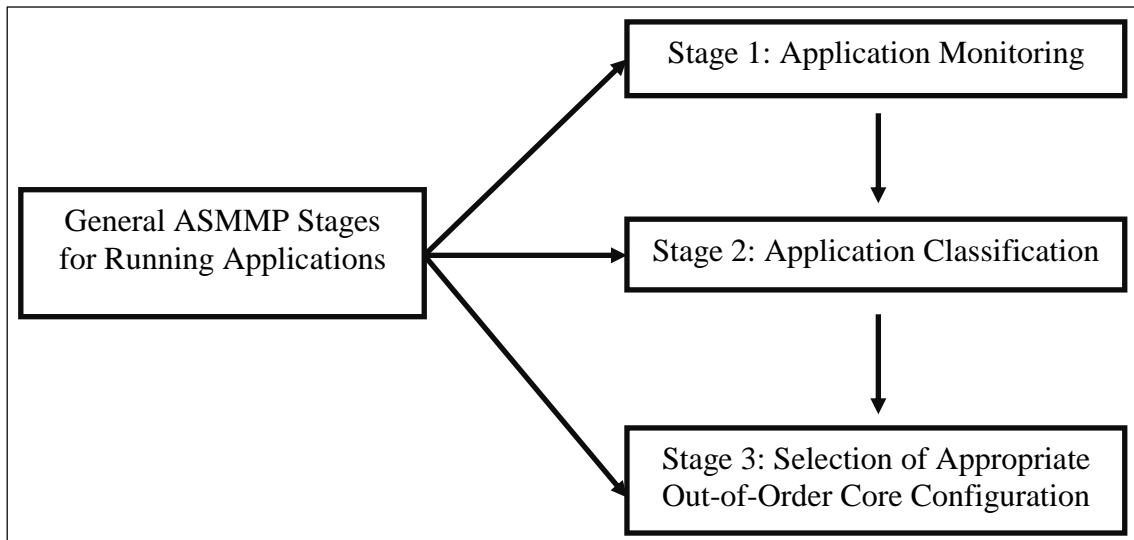 General ASMMP Stages
for Running Applications
Stage 1: Application Monitoring
Stage 2: Application Classification
Stage 3: Selection of Appropriate
Out-of-Order Core Configuration